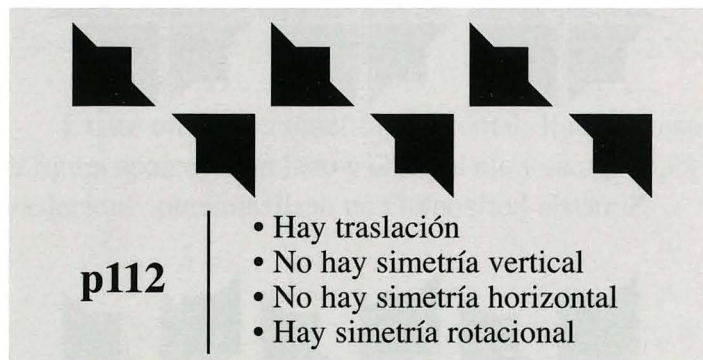 p112
• Hay traslación
• No hay simetría vertical
• No hay simetría horizontal
• Hay simetría rotacional